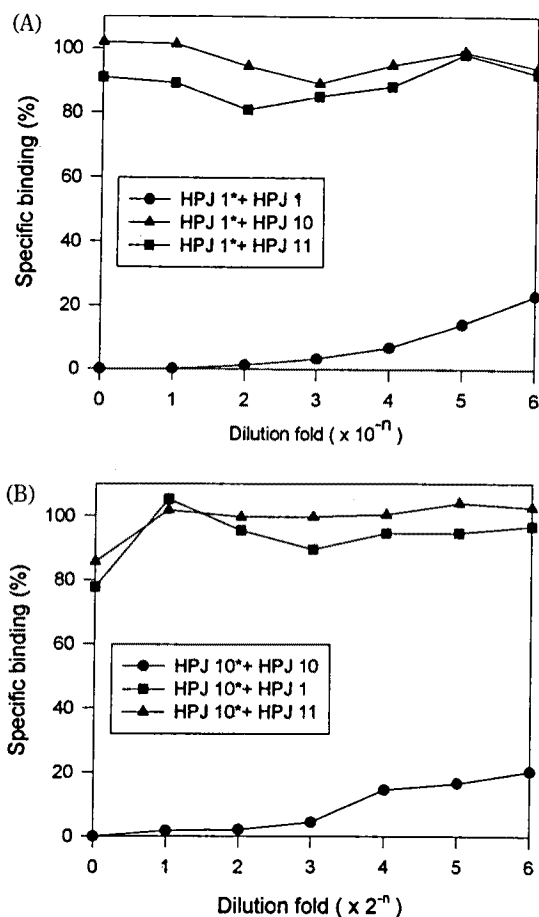 (A)
100
80
60
40
20
0
Specific binding (%)
HPJ 1*+ HPJ 1
HPJ 1*+ HPJ 10
HPJ 1*+ HPJ 11
0 1 2 3 4 5 6
Dilution fold ( x 10⁻ⁿ)
(B)
100
80
60
40
20
0
Specific binding (%)
HPJ 10*+ HPJ 10
HPJ 10*+ HPJ 1
HPJ 10*+ HPJ 11
0 1 2 3 4 5 6
Dilution fold ( x 2⁻ⁿ)